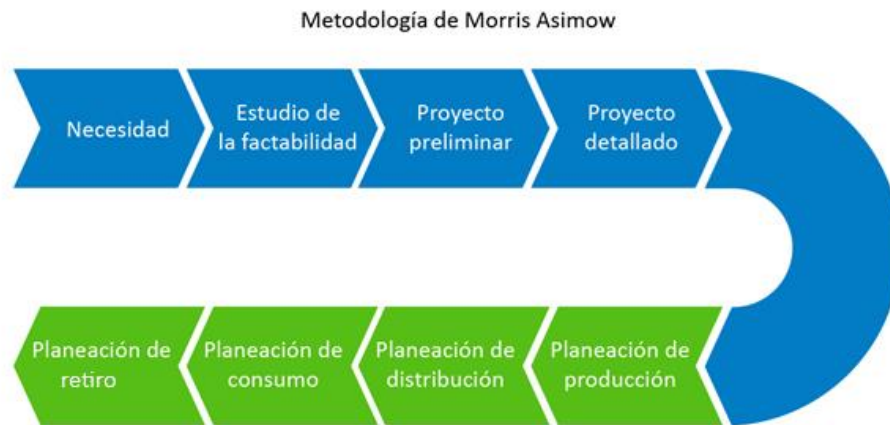 Metodología de Morris Asimow
Necesidad
Estudio de
la factabilidad
Proyecto
preliminar
Proyecto
detallado
Planeación de
retiro
Planeación de
consumo
Planeación de
distribución
Planeación de
producción